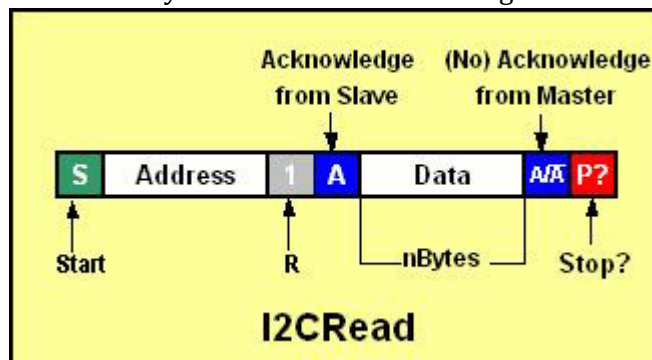 Acknowledge
from Slave
(No) Acknowledge
from Master
S Address 1 A Data A/A̅ P?
Start R nBytes Stop?
I2CRead